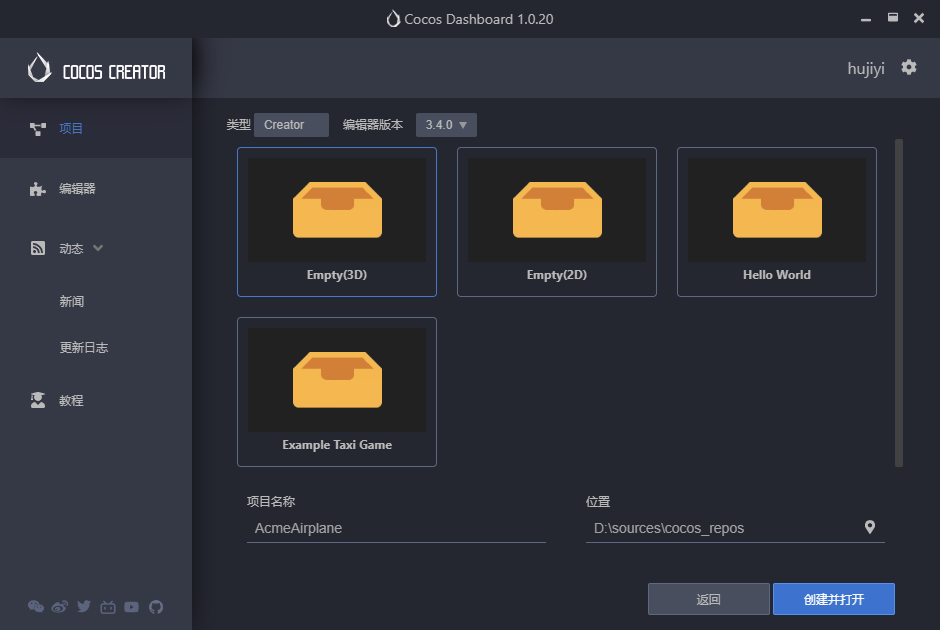 Cocos Dashboard 1.0.20
COCOS CREATOR
hujiyi
项目
编辑器
动态
新闻
更新日志
教程
类型 Creator 编辑器版本 3.4.0
Empty(3D) Empty(2D) Hello World
Example Taxi Game
项目名称 位置
AcmeAirplane D:\sources\cocos_repos
返回 创建并打开